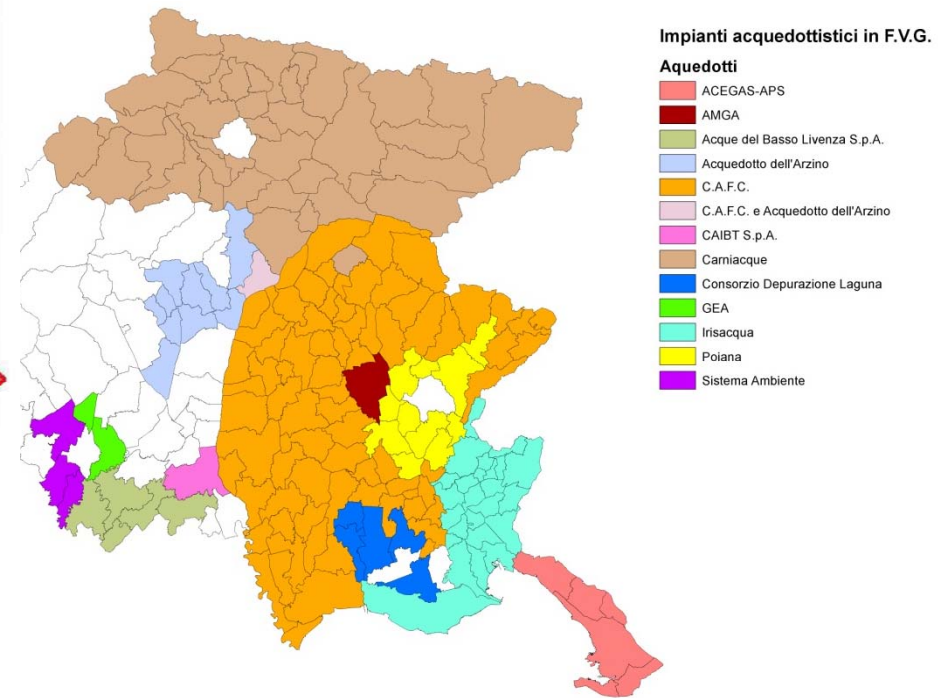 Impianti acquedottistici in F.V.G.
Aquedotti
ACEGAS-APS
AMGA
Acque del Basso Livenza S.p.A.
Acquedotto dell'Arzino
C.A.F.C.
C.A.F.C. e Acquedotto dell'Arzino
CAIBT S.p.A.
Carniacque
Consorzio Depurazione Laguna
GEA
Irisacqua
Poiana
Sistema Ambiente